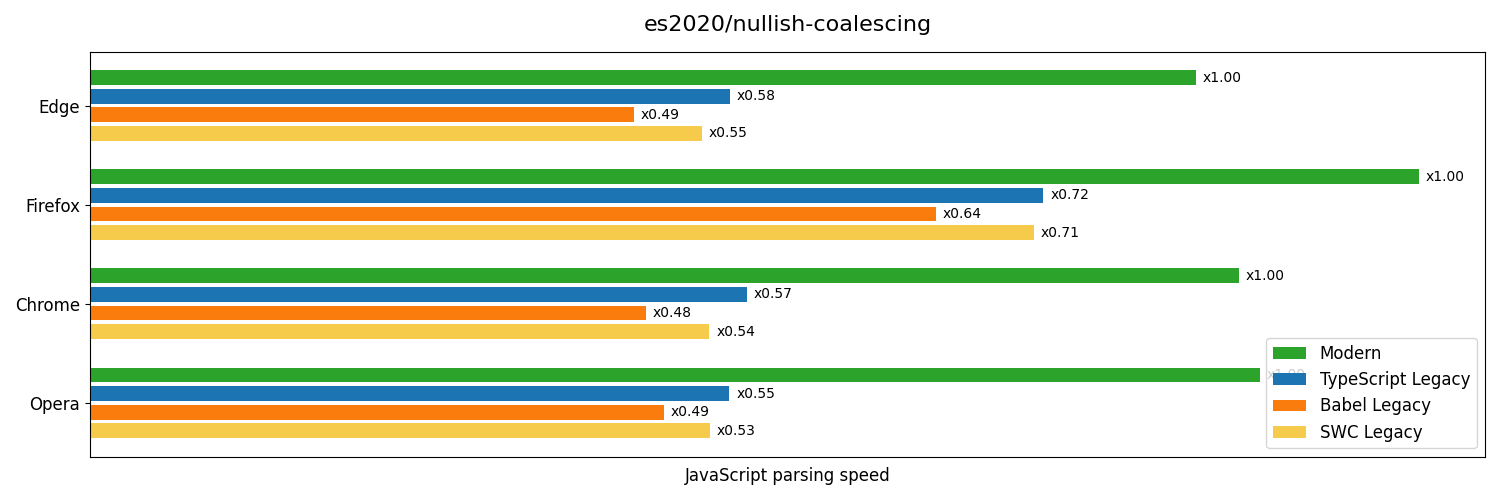 es2020/nullish-coalescing
Edge
x1.00
x0.58
x0.49
x0.55
Firefox
x1.00
x0.72
x0.64
x0.71
Chrome
x1.00
x0.57
x0.48
x0.54
Opera
x1.00
x0.55
x0.49
x0.53
Modern
TypeScript Legacy
Babel Legacy
SWC Legacy
JavaScript parsing speed